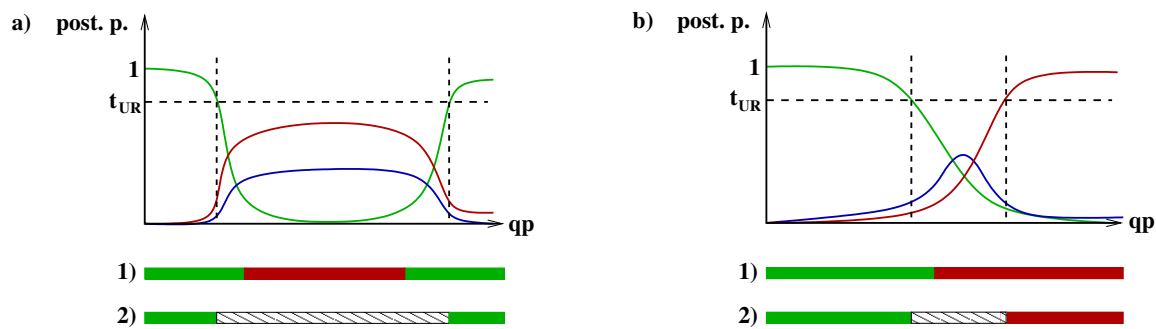 a) post. p.
1
tUR
qp
1)
2)
b) post. p.
1
tUR
qp
1)
2)